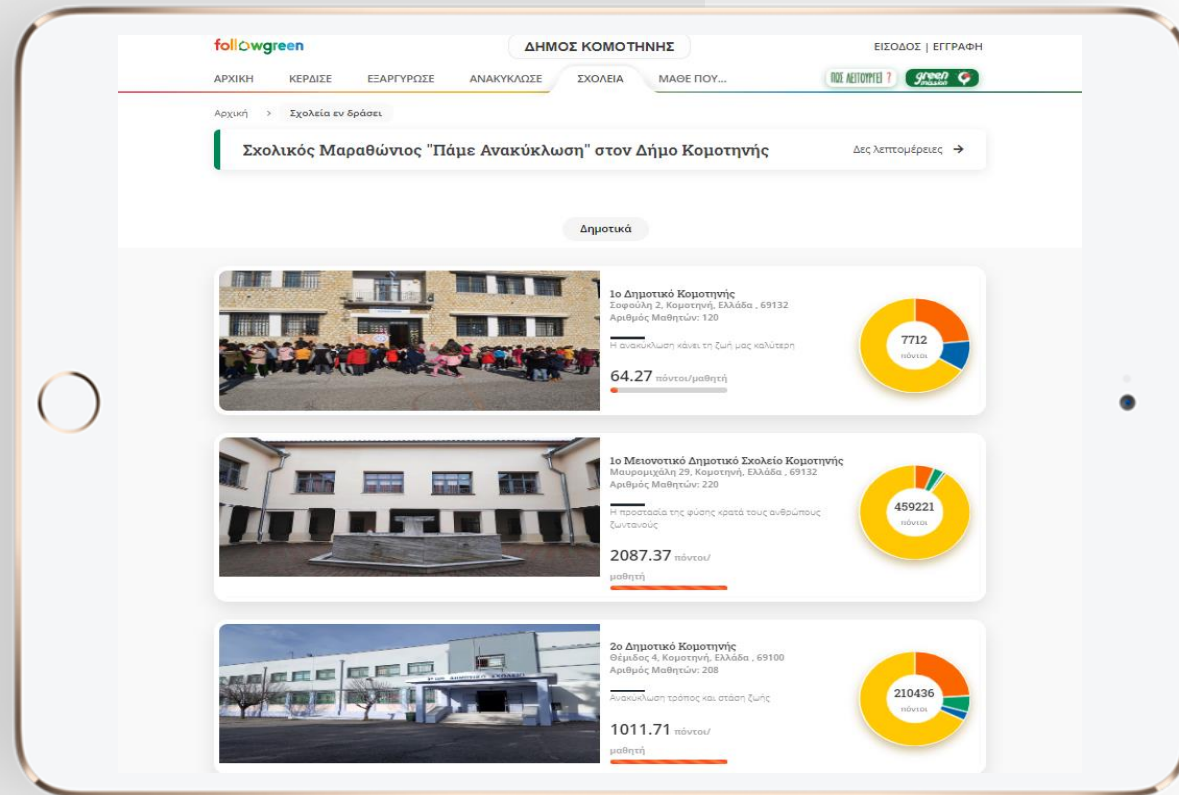 followgreen
ΔΗΜΟΣ ΚΟΜΟΤΗΝΗΣ
ΕΙΣΟΔΟΣ | ΕΓΓΡΑΦΗ
ΑΡΧΙΚΗ ΚΕΡΔΙΣΕ ΕΞΑΡΓΥΡΩΣΕ ΑΝΑΚΥΚΛΩΣΕ ΣΧΟΛΕΙΑ ΜΑΘΕ ΠΟΥ... ΠΩΣ ΛΕΙΤΟΥΡΓΕΙ ? green mission
Αρχική > Σχολεία εν δράσει
Σχολικός Μαραθώνιος "Πάμε Ανακύκλωση" στον Δήμο Κομοτηνής
Δες λεπτομέρειες →
Δημοτικά
1ο Δημοτικό Κομοτηνής
Σοφούλη 2, Κομοτηνή, Ελλάδα , 69132
Αριθμός Μαθητών: 120
Η ανακύκλωση κάνει τη ζωή μας καλύτερη
64.27 πόντοι/μαθητή
7712
πόντοι
1ο Μειονοτικό Δημοτικό Σχολείο Κομοτηνής
Μαυρομιχάλη 29, Κομοτηνή, Ελλάδα , 69132
Αριθμός Μαθητών: 220
Η προστασία της φύσης κρατά τους ανθρώπους
ζωντανούς
2087.37 πόντοι/
μαθητή
459221
πόντοι
2ο Δημοτικό Κομοτηνής
Θέμιδος 4, Κομοτηνή, Ελλάδα , 69100
Αριθμός Μαθητών: 208
Ανακύκλωση τρόπος και στάση ζωής
1011.71 πόντοι/
μαθητή
210436
πόντοι